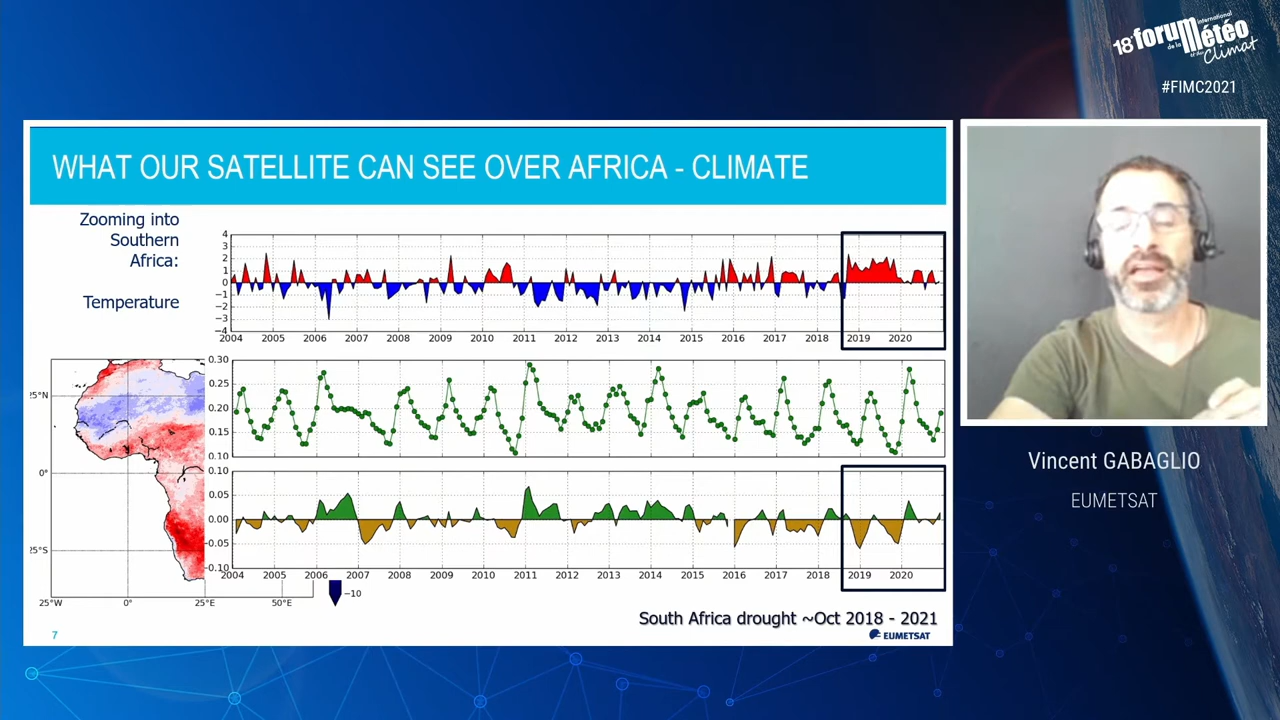 18e forum international
de la météo
et du climat
#FIMC2021
WHAT OUR SATELLITE CAN SEE OVER AFRICA - CLIMATE
Zooming into
Southern
Africa:
Temperature
4
3
2
1
0
−1
−2
−3
−4
2004 2005 2006 2007 2008 2009 2010 2011 2012 2013 2014 2015 2016 2017 2018 2019 2020
0.30
0.25
0.20
0.15
0.10
0.10
0.05
0.00
−0.05
0.10
2004 2005 2006 2007 2008 2009 2010 2011 2012 2013 2014 2015 2016 2017 2018 2019 2020
25°N
0°
25°S
25°W 0° 25°E 50°E
−10
South Africa drought ~Oct 2018 - 2021
7
EUMETSAT
Vincent GABAGLIO
EUMETSAT